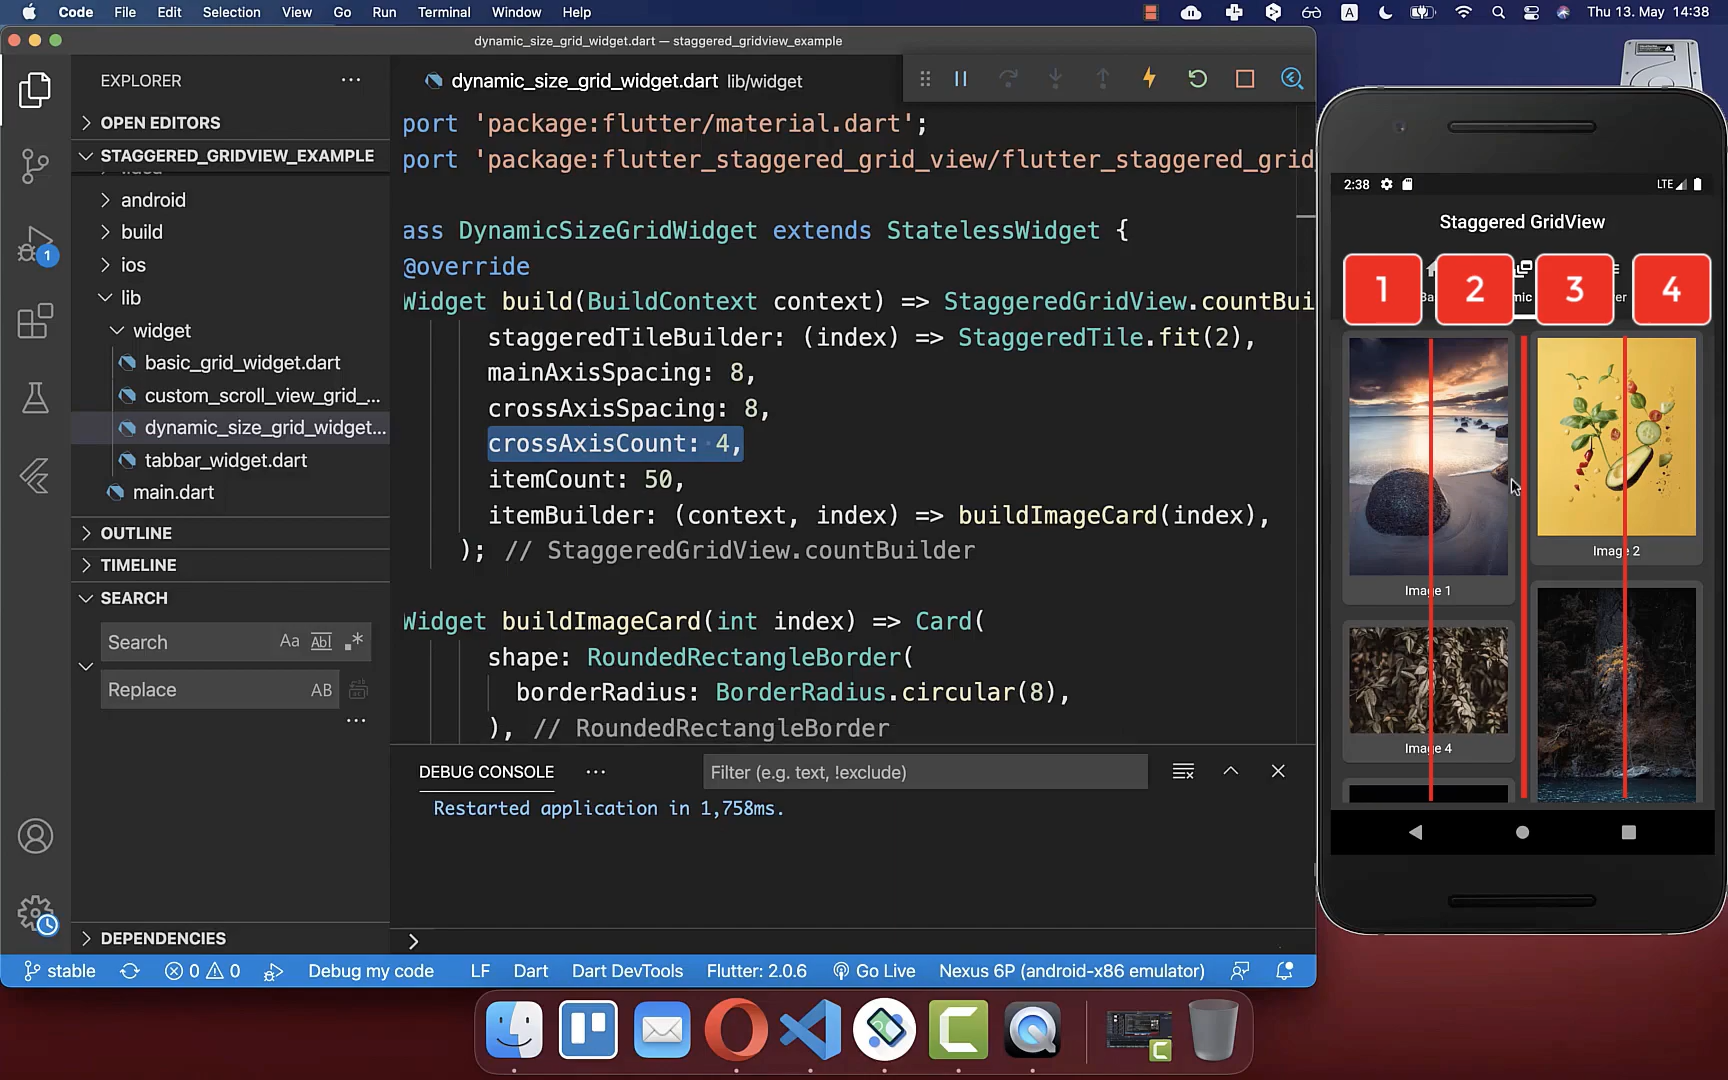 Code File Edit Selection View Go Run Terminal Window Help
A
Thu 13. May 14:38
dynamic_size_grid_widget.dart — staggered_gridview_example
EXPLORER
dynamic_size_grid_widget.dart lib/widget
OPEN EDITORS
STAGGERED_GRIDVIEW_EXAMPLE
android
build
ios
lib
widget
basic_grid_widget.dart
custom_scroll_view_grid_...
dynamic_size_grid_widget...
tabbar_widget.dart
main.dart
OUTLINE
TIMELINE
SEARCH
Search
Aa Abl .*
Replace
AB
DEPENDENCIES
1
port 'package:flutter/material.dart';
port 'package:flutter_staggered_grid_view/flutter_staggered_grid
ass DynamicSizeGridWidget extends StatelessWidget {
@override
Widget build(BuildContext context) => StaggeredGridView.countBui
staggeredTileBuilder: (index) => StaggeredTile.fit(2),
mainAxisSpacing: 8,
crossAxisSpacing: 8,
crossAxisCount: 4,
itemCount: 50,
itemBuilder: (context, index) => buildImageCard(index),
); // StaggeredGridView.countBuilder
Widget buildImageCard(int index) => Card(
shape: RoundedRectangleBorder(
borderRadius: BorderRadius.circular(8),
), // RoundedRectangleBorder
DEBUG CONSOLE
Filter (e.g. text, !exclude)
Restarted application in 1,758ms.
stable
0 0
Debug my code
LF Dart Dart DevTools Flutter: 2.0.6 Go Live Nexus 6P (android-x86 emulator)
2:38
LTE
Staggered GridView
1 2 3 4
Ba mic er
Image 1
Image 2
Image 4